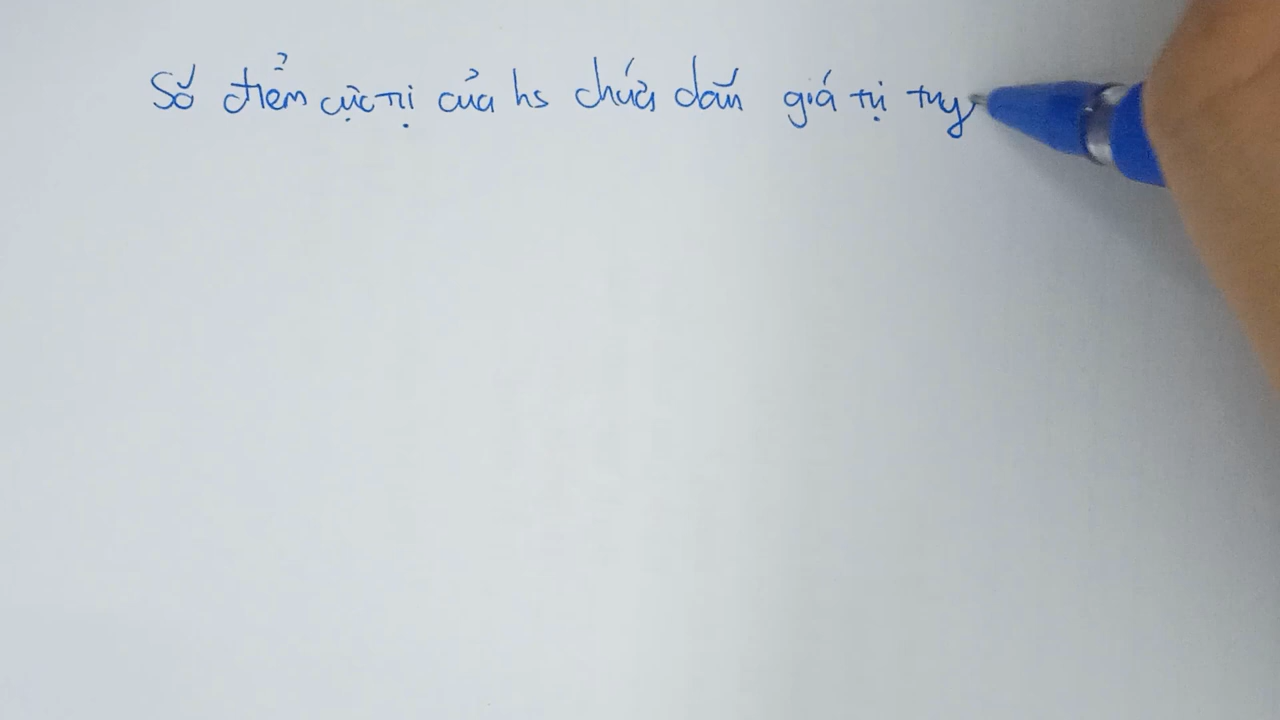 Số điểm cực trị của hs chứa dấu giá trị tuy